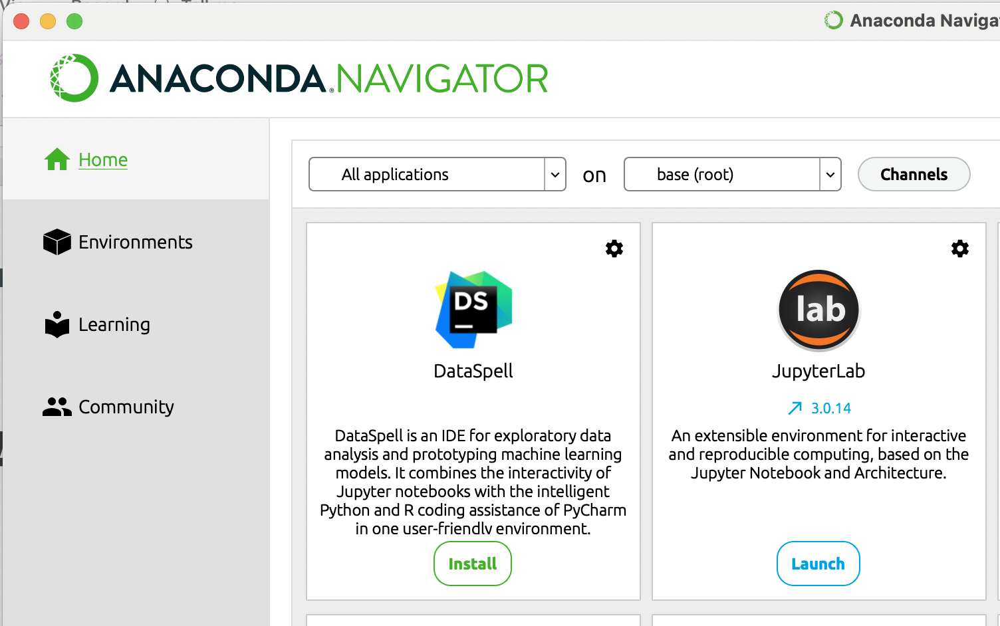 Anaconda Naviga
ANACONDA.NAVIGATOR
Home
All applications
on
base (root)
Channels
Environments
Learning
Community
DS
DataSpell
DataSpell is an IDE for exploratory data
analysis and prototyping machine learning
models. It combines the interactivity of
Jupyter notebooks with the intelligent
Python and R coding assistance of PyCharm
in one user-friendly environment.
Install
lab
JupyterLab
3.0.14
An extensible environment for interactive
and reproducible computing, based on the
Jupyter Notebook and Architecture.
Launch